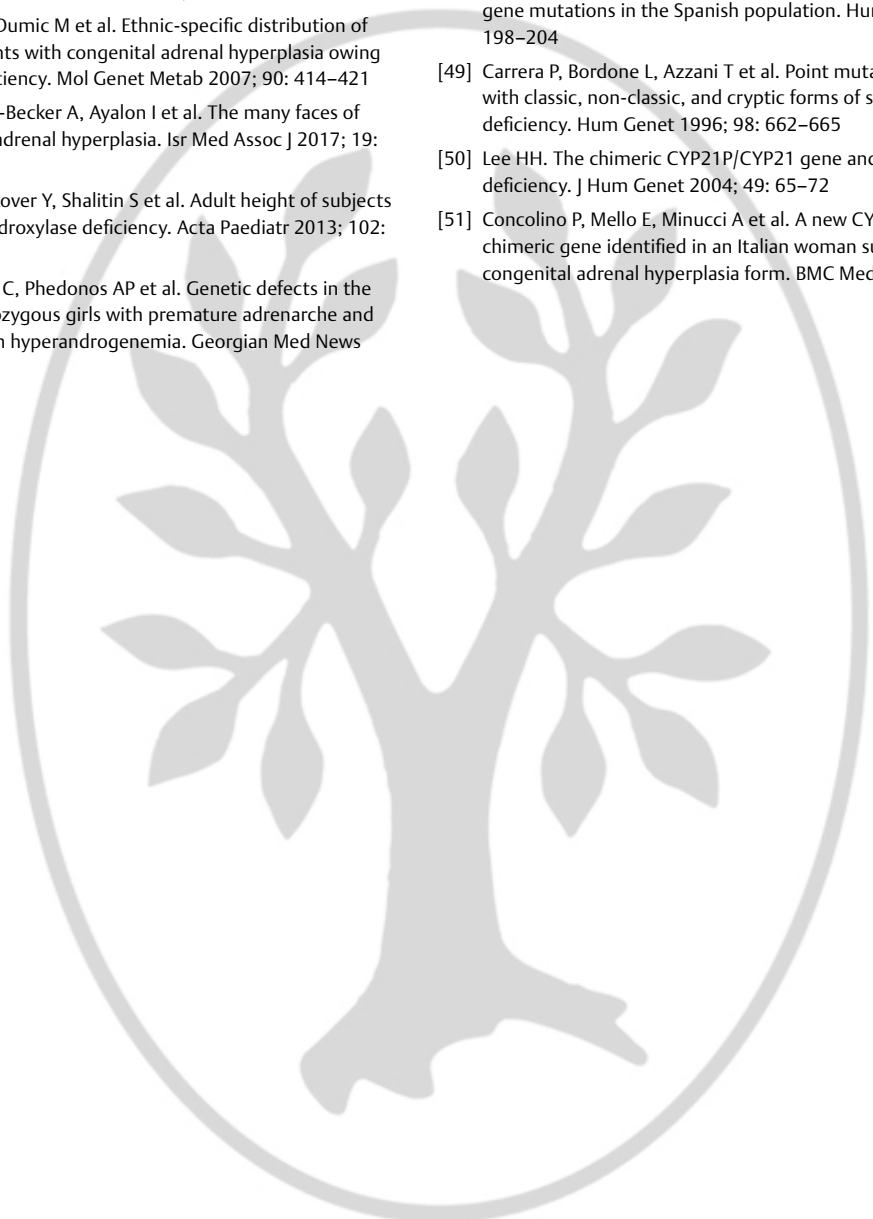 Dumic M et al. Ethnic-specific distribution of
nts with congenital adrenal hyperplasia owing
iency. Mol Genet Metab 2007; 90: 414–421
-Becker A, Ayalon I et al. The many faces of
adrenal hyperplasia. Isr Med Assoc J 2017; 19:
over Y, Shalitin S et al. Adult height of subjects
droxylase deficiency. Acta Paediatr 2013; 102:
C, Phedonos AP et al. Genetic defects in the
ozygous girls with premature adrenarche and
n hyperandrogenemia. Georgian Med News
gene mutations in the Spanish population. Hum
198–204
[49] Carrera P, Bordone L, Azzani T et al. Point muta
with classic, non-classic, and cryptic forms of s
deficiency. Hum Genet 1996; 98: 662–665
[50] Lee HH. The chimeric CYP21P/CYP21 gene and
deficiency. J Hum Genet 2004; 49: 65–72
[51] Concolino P, Mello E, Minucci A et al. A new CY
chimeric gene identified in an Italian woman su
congenital adrenal hyperplasia form. BMC Med